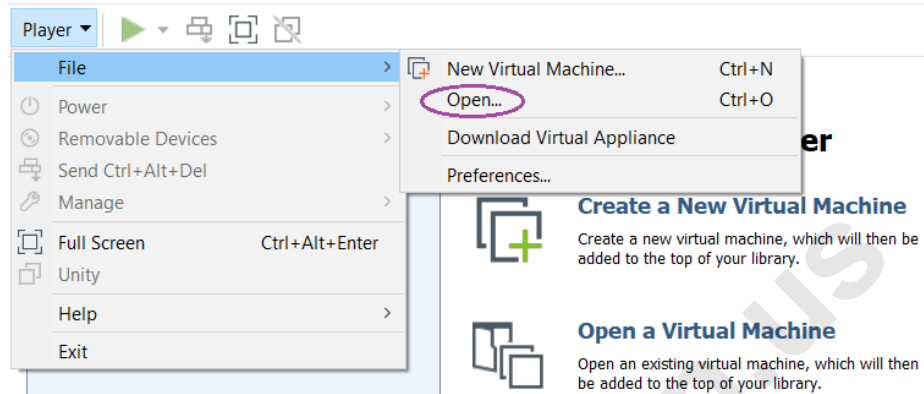 Player
File
New Virtual Machine... Ctrl+N
Open... Ctrl+O
Download Virtual Appliance
Preferences...
Power
Removable Devices
Send Ctrl+Alt+Del
Manage
Full Screen Ctrl+Alt+Enter
Unity
Help
Exit
er
Create a New Virtual Machine
Create a new virtual machine, which will then be
added to the top of your library.
Open a Virtual Machine
Open an existing virtual machine, which will then
be added to the top of your library.
.us